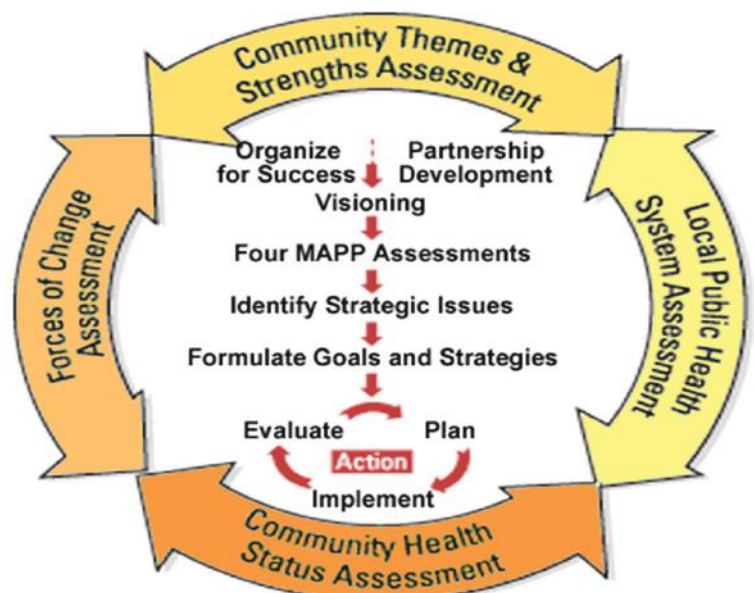 Community Themes &
Strengths Assessment
Organize
for Success
Partnership
Development
Visioning
Four MAPP Assessments
Identify Strategic Issues
Formulate Goals and Strategies
Evaluate
Plan
Action
Implement
Forces of Change
Assessment
Local Public Health
System Assessment
Community Health
Status Assessment